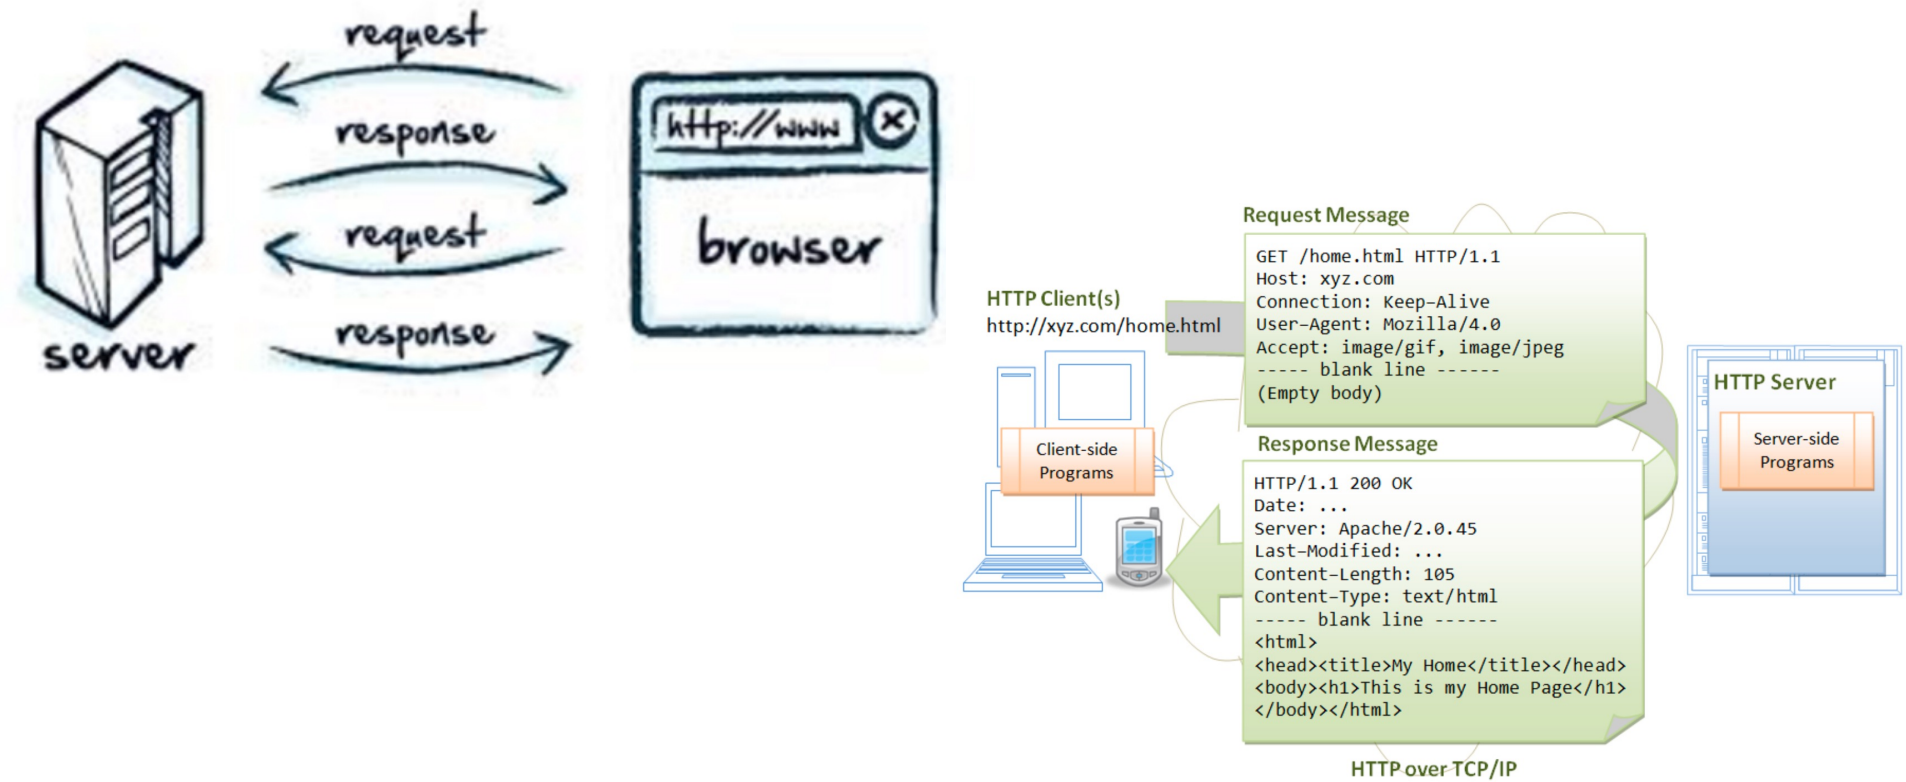 request
response
request
response
server
http://www
browser
HTTP Client(s)
http://xyz.com/home.html
Client-side
Programs
Request Message
GET /home.html HTTP/1.1
Host: xyz.com
Connection: Keep-Alive
User-Agent: Mozilla/4.0
Accept: image/gif, image/jpeg
----- blank line ------
(Empty body)
Response Message
HTTP/1.1 200 OK
Date: ...
Server: Apache/2.0.45
Last-Modified: ...
Content-Length: 105
Content-Type: text/html
----- blank line ------
<html>
<head><title>My Home</title></head>
<body><h1>This is my Home Page</h1>
</body></html>
HTTP over TCP/IP
HTTP Server
Server-side
Programs